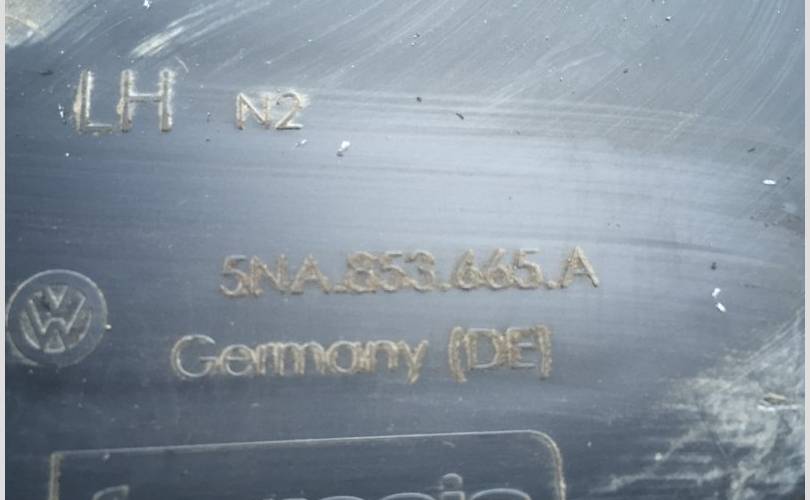 LH N2
5NA.853.665.A
Germany (DE)